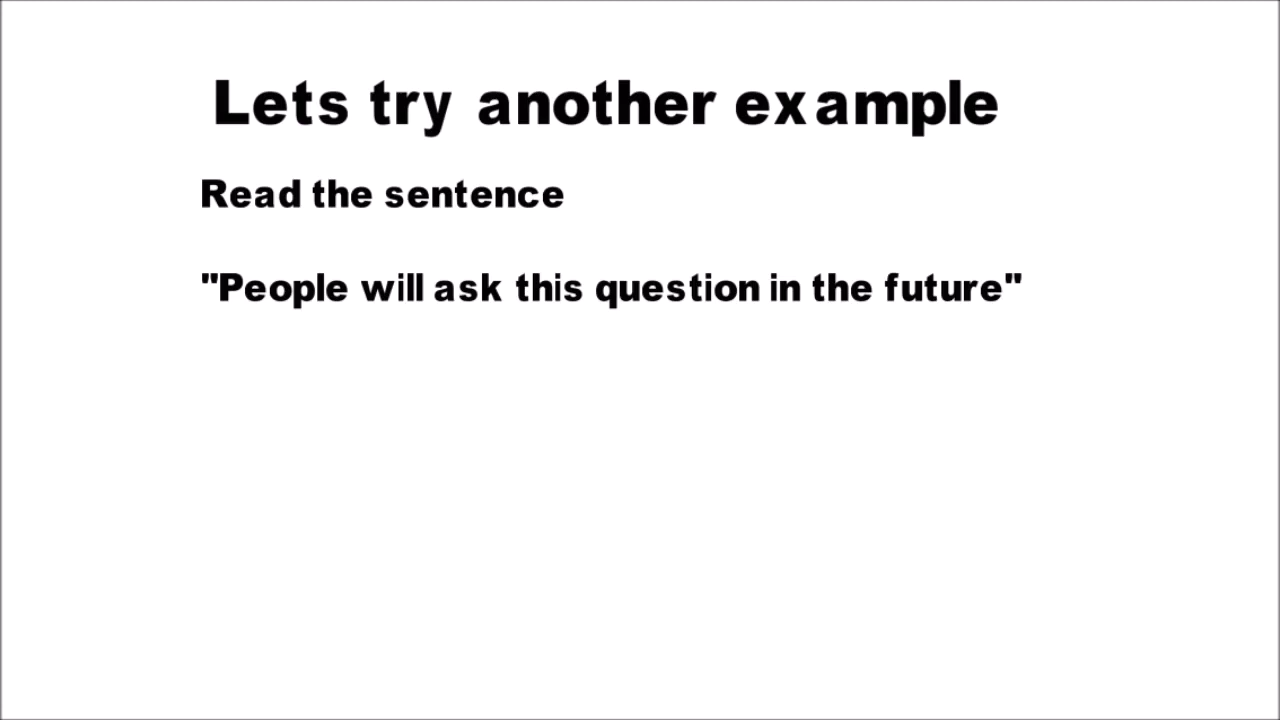 Lets try another example
Read the sentence
"People will ask this question in the future"